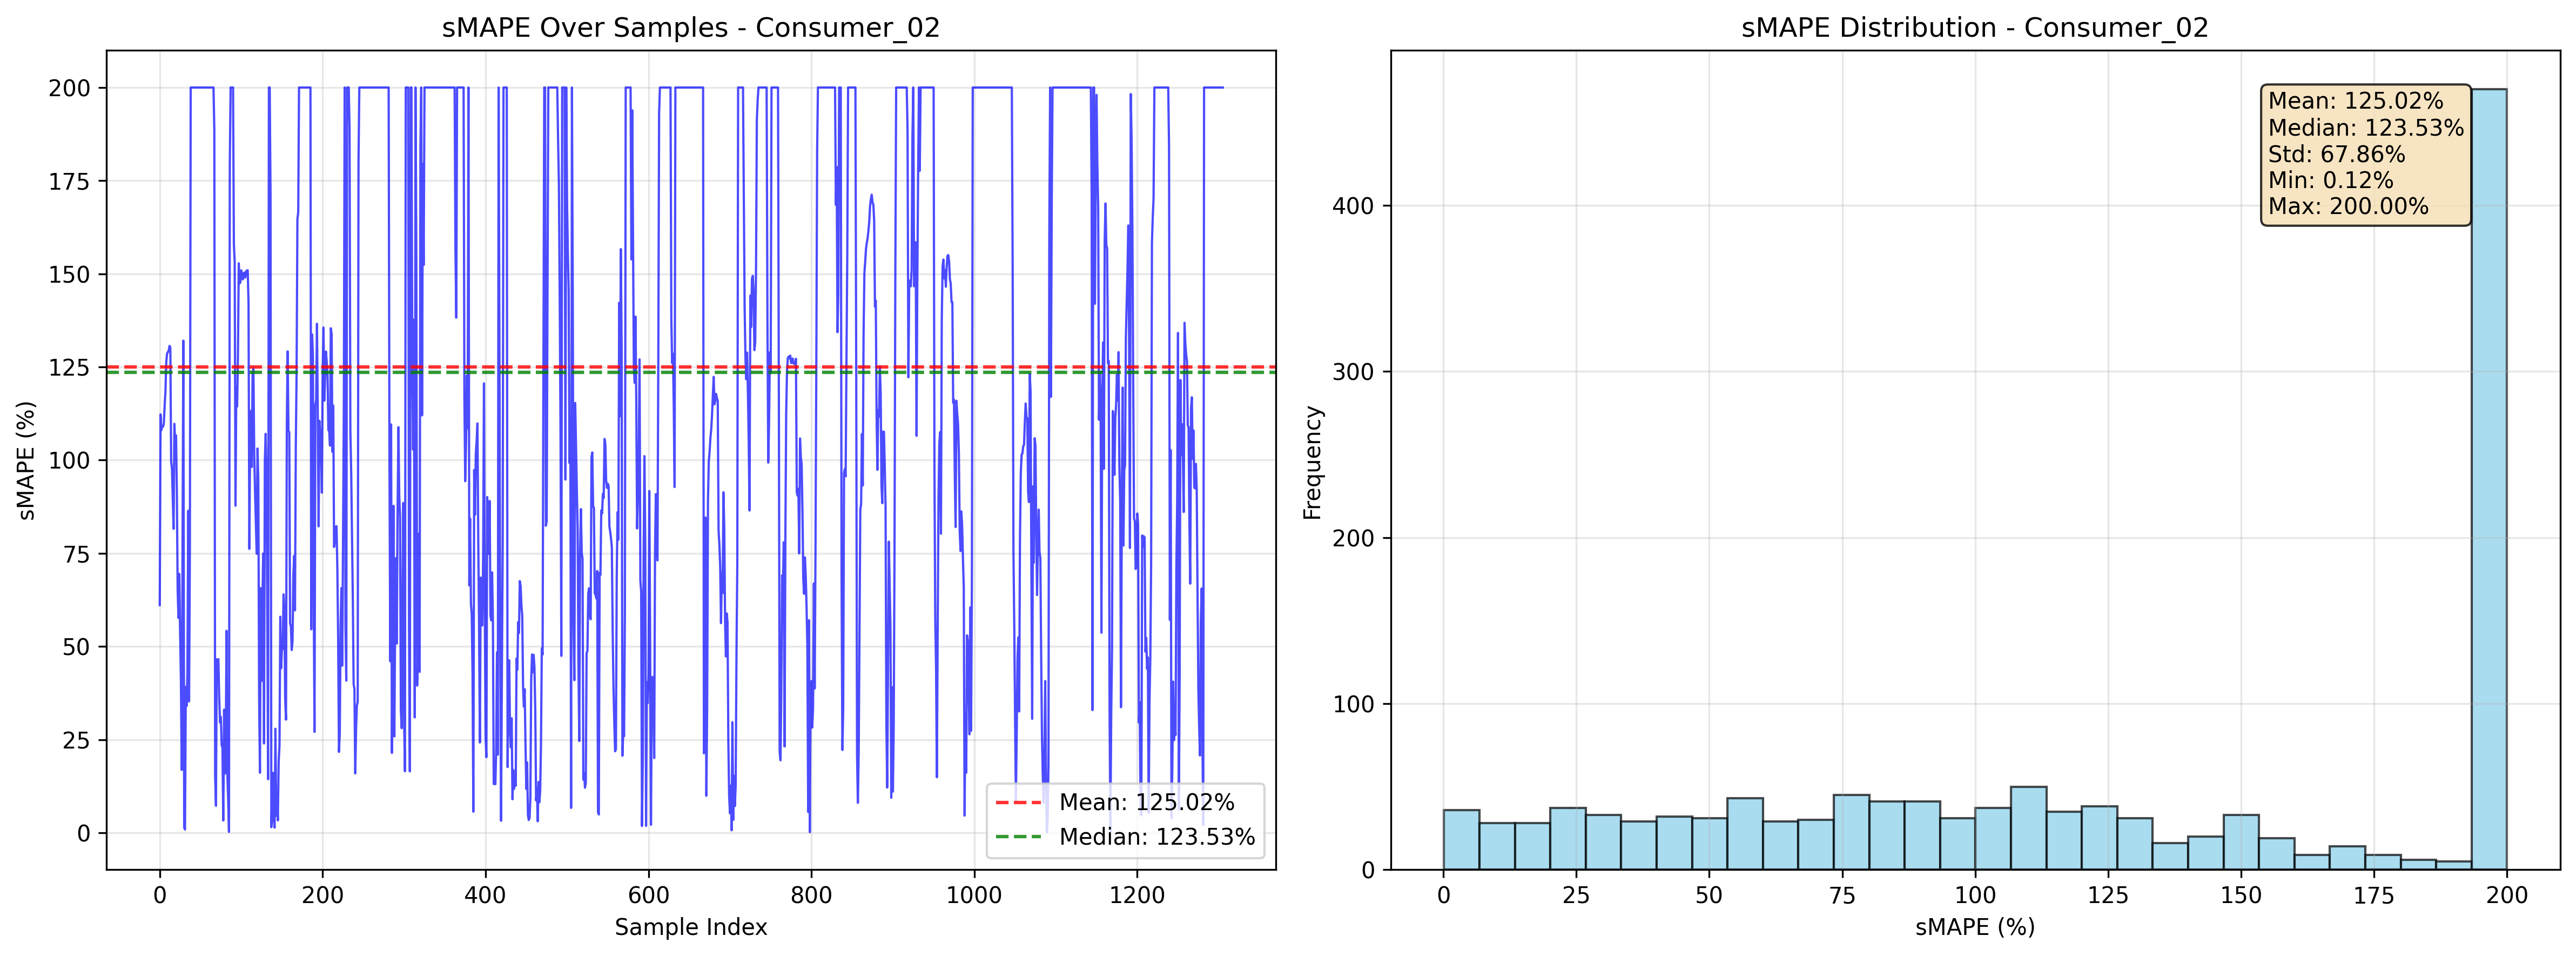 sMAPE Over Samples - Consumer_02
200
175
150
125
100
75
50
25
0
sMAPE (%)
0 200 400 600 800 1000 1200
Sample Index
Mean: 125.02%
Median: 123.53%
sMAPE Distribution - Consumer_02
400
300
200
100
0
Frequency
0 25 50 75 100 125 150 175 200
sMAPE (%)
Mean: 125.02%
Median: 123.53%
Std: 67.86%
Min: 0.12%
Max: 200.00%